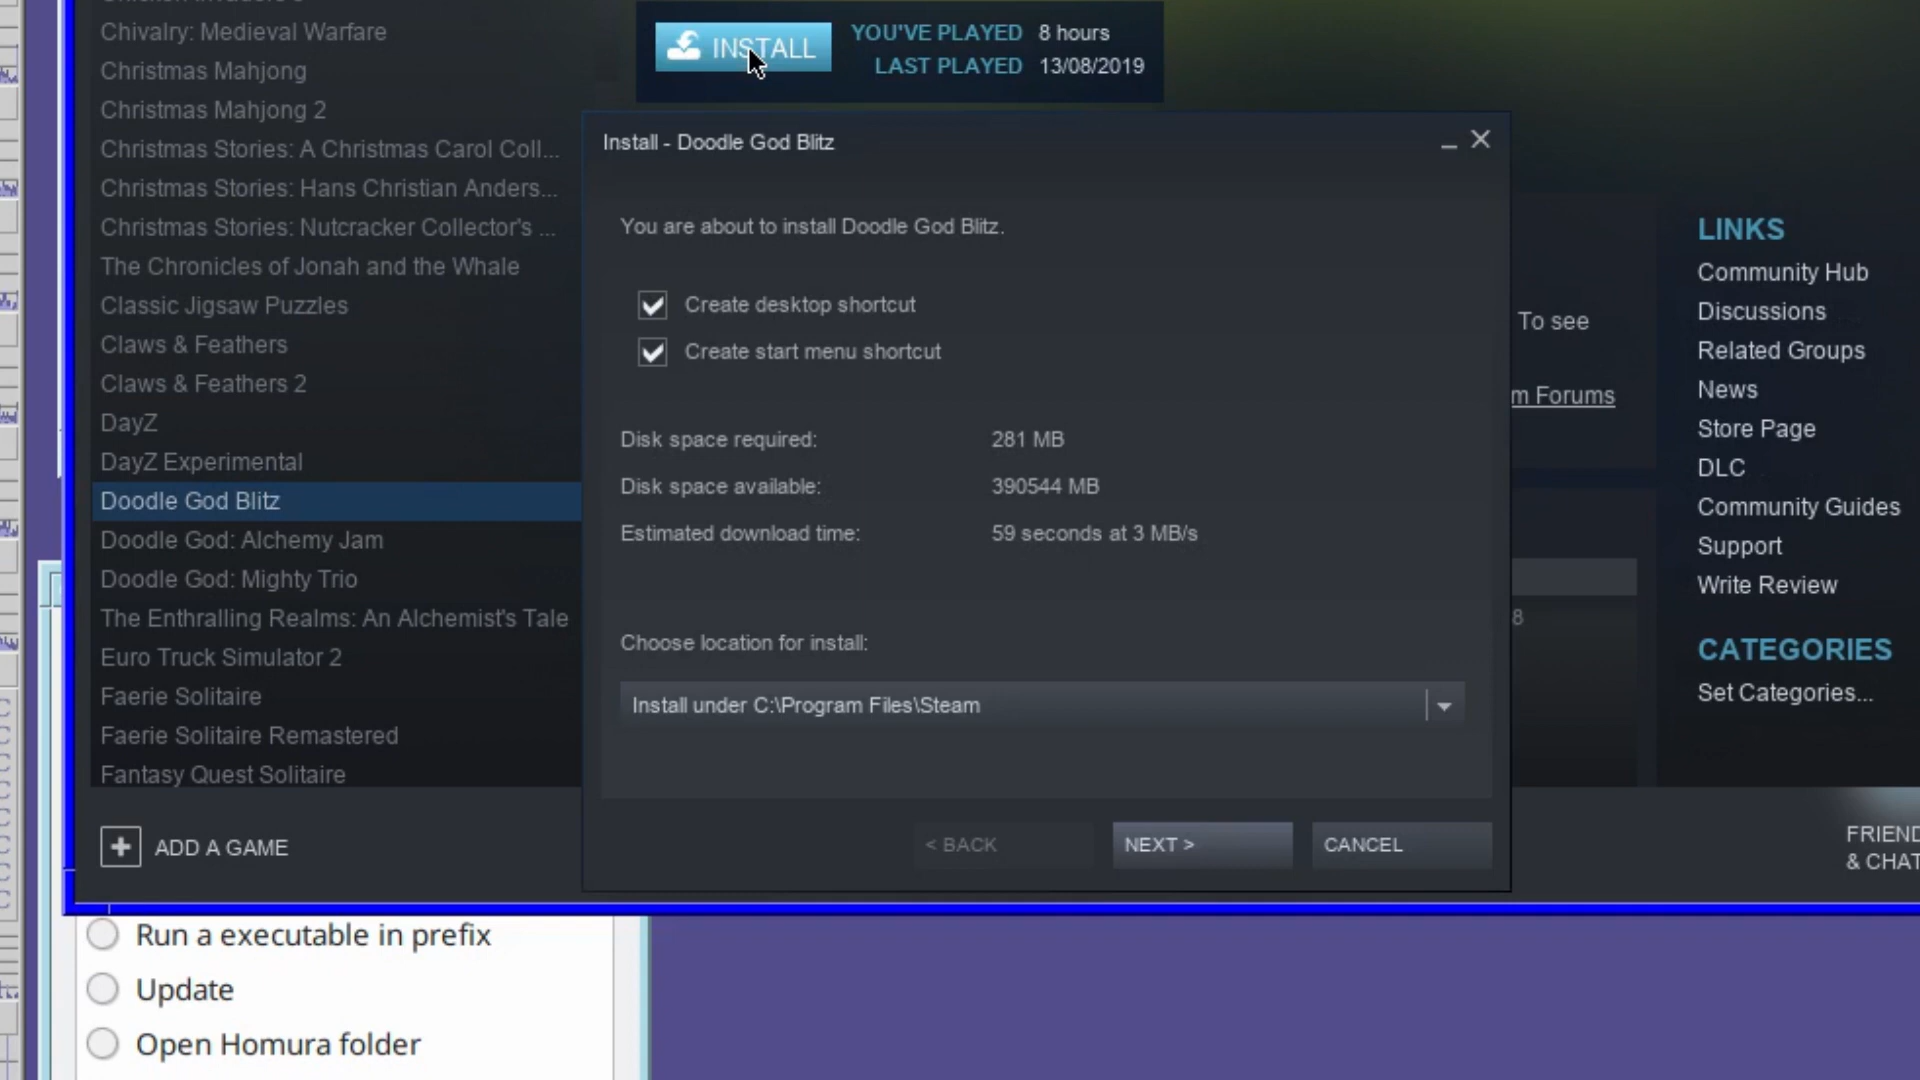 Chivalry: Medieval Warfare
Christmas Mahjong
Christmas Mahjong 2
Christmas Stories: A Christmas Carol Coll...
Christmas Stories: Hans Christian Anders...
Christmas Stories: Nutcracker Collector's ...
The Chronicles of Jonah and the Whale
Classic Jigsaw Puzzles
Claws & Feathers
Claws & Feathers 2
DayZ
DayZ Experimental
Doodle God Blitz
Doodle God: Alchemy Jam
Doodle God: Mighty Trio
The Enthralling Realms: An Alchemist's Tale
Euro Truck Simulator 2
Faerie Solitaire
Faerie Solitaire Remastered
Fantasy Quest Solitaire
+ ADD A GAME
INSTALL
YOU'VE PLAYED 8 hours
LAST PLAYED 13/08/2019
Install - Doodle God Blitz
You are about to install Doodle God Blitz.
Create desktop shortcut
Create start menu shortcut
Disk space required: 281 MB
Disk space available: 390544 MB
Estimated download time: 59 seconds at 3 MB/s
Choose location for install:
Install under C:\Program Files\Steam
< BACK
NEXT >
CANCEL
To see
m Forums
8
LINKS
Community Hub
Discussions
Related Groups
News
Store Page
DLC
Community Guides
Support
Write Review
CATEGORIES
Set Categories...
FRIEND
& CHAT
Run a executable in prefix
Update
Open Homura folder